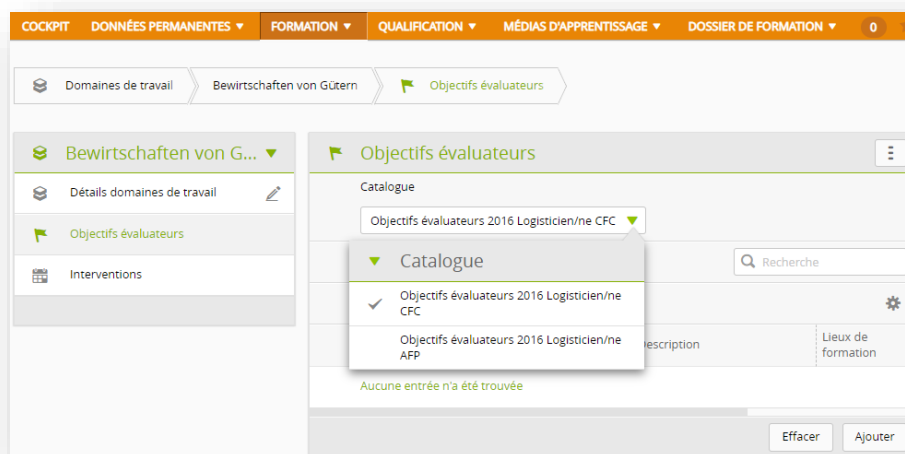 COCKPIT DONNÉES PERMANENTES FORMATION QUALIFICATION MÉDIAS D'APPRENTISSAGE DOSSIER DE FORMATION 0
Domaines de travail Bewirtschaften von Gütern Objectifs évaluateurs
Bewirtschaften von G...
Détails domaines de travail
Objectifs évaluateurs
Interventions
Objectifs évaluateurs
Catalogue
Objectifs évaluateurs 2016 Logisticien/ne CFC
Catalogue
Objectifs évaluateurs 2016 Logisticien/ne
CFC
Objectifs évaluateurs 2016 Logisticien/ne
AFP
Recherche
Lieux de
formation
Aucune entrée n'a été trouvée
Effacer Ajouter